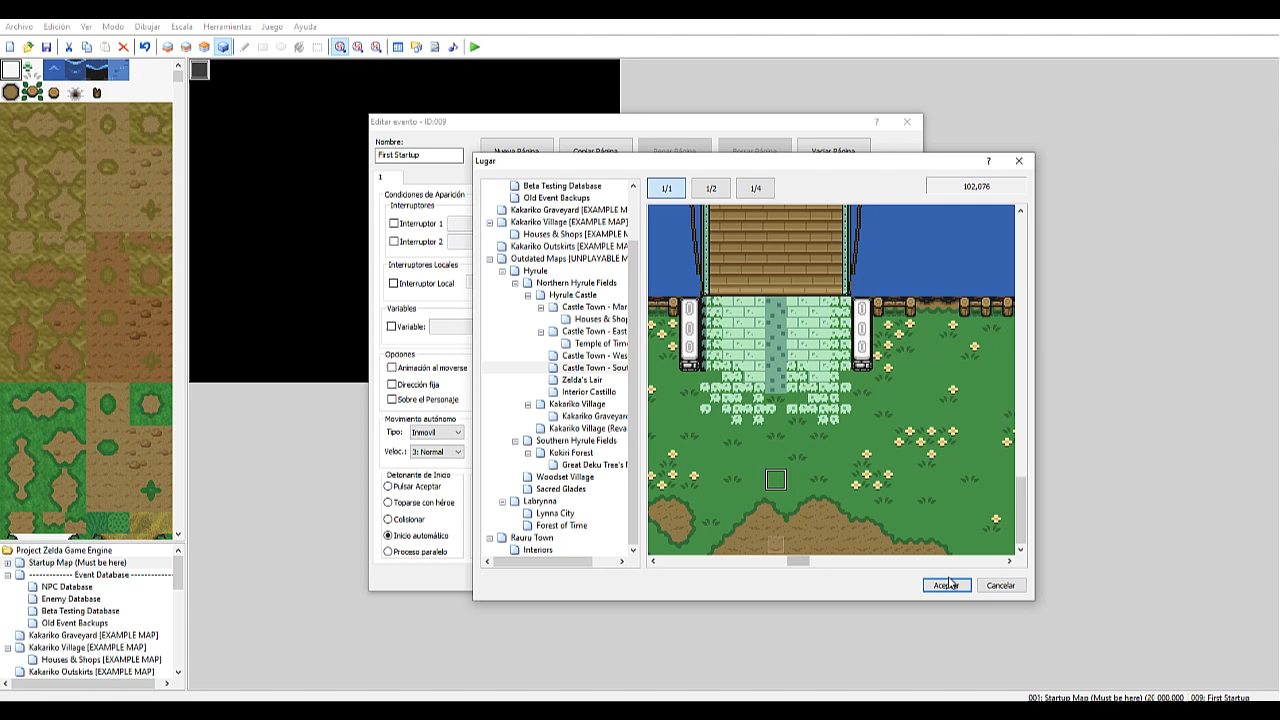 Archivo Edición Ver Modo Dibujar Escala Herramientas Juego Ayuda
Editar evento - ID:009
?
Nombre:
First Startup
Nueva Página Copiar Página Pegar Página Borrar Página Vaciar Página
1
Condiciones de Aparición
Interruptores
Interruptor 1
Interruptor 2
Interruptores Locales
Interruptor Local
Variables
Variable:
Opciones
Animación al moverse
Dirección fija
Sobre el Personaje
Movimiento autónomo
Tipo: Inmovil
Veloc.: 3: Normal
Detonante de Inicio
Pulsar Aceptar
Toparse con héroe
Colisionar
Inicio automático
Proceso paralelo
Lugar
?
Beta Testing Database
Old Event Backups
Kakariko Graveyard [EXAMPLE M
Kakariko Village [EXAMPLE MAP]
Houses & Shops [EXAMPLE M
Kakariko Outskirts [EXAMPLE MA
Outdated Maps [UNPLAYABLE M
Hyrule
Northern Hyrule Fields
Hyrule Castle
Castle Town - Mar
Houses & Shop
Castle Town - East
Temple of Time
Castle Town - Wes
Castle Town - Sout
Zelda's Lair
Interior Castillo
Kakariko Village
Kakariko Graveyard
Kakariko Village (Reva
Southern Hyrule Fields
Kokiri Forest
Great Deku Tree's
Woodset Village
Sacred Glades
Labrynna
Lynna City
Forest of Time
Rauru Town
Interiors
1/1 1/2 1/4
102,076
Aceptar Cancelar
Project Zelda Game Engine
Startup Map (Must be here)
------------- Event Database -------------
NPC Database
Enemy Database
Beta Testing Database
Old Event Backups
Kakariko Graveyard [EXAMPLE MAP]
Kakariko Village [EXAMPLE MAP]
Houses & Shops [EXAMPLE MAP]
Kakariko Outskirts [EXAMPLE MAP]
001: Startup Map (Must be here) (20 000,000 009: First Startup